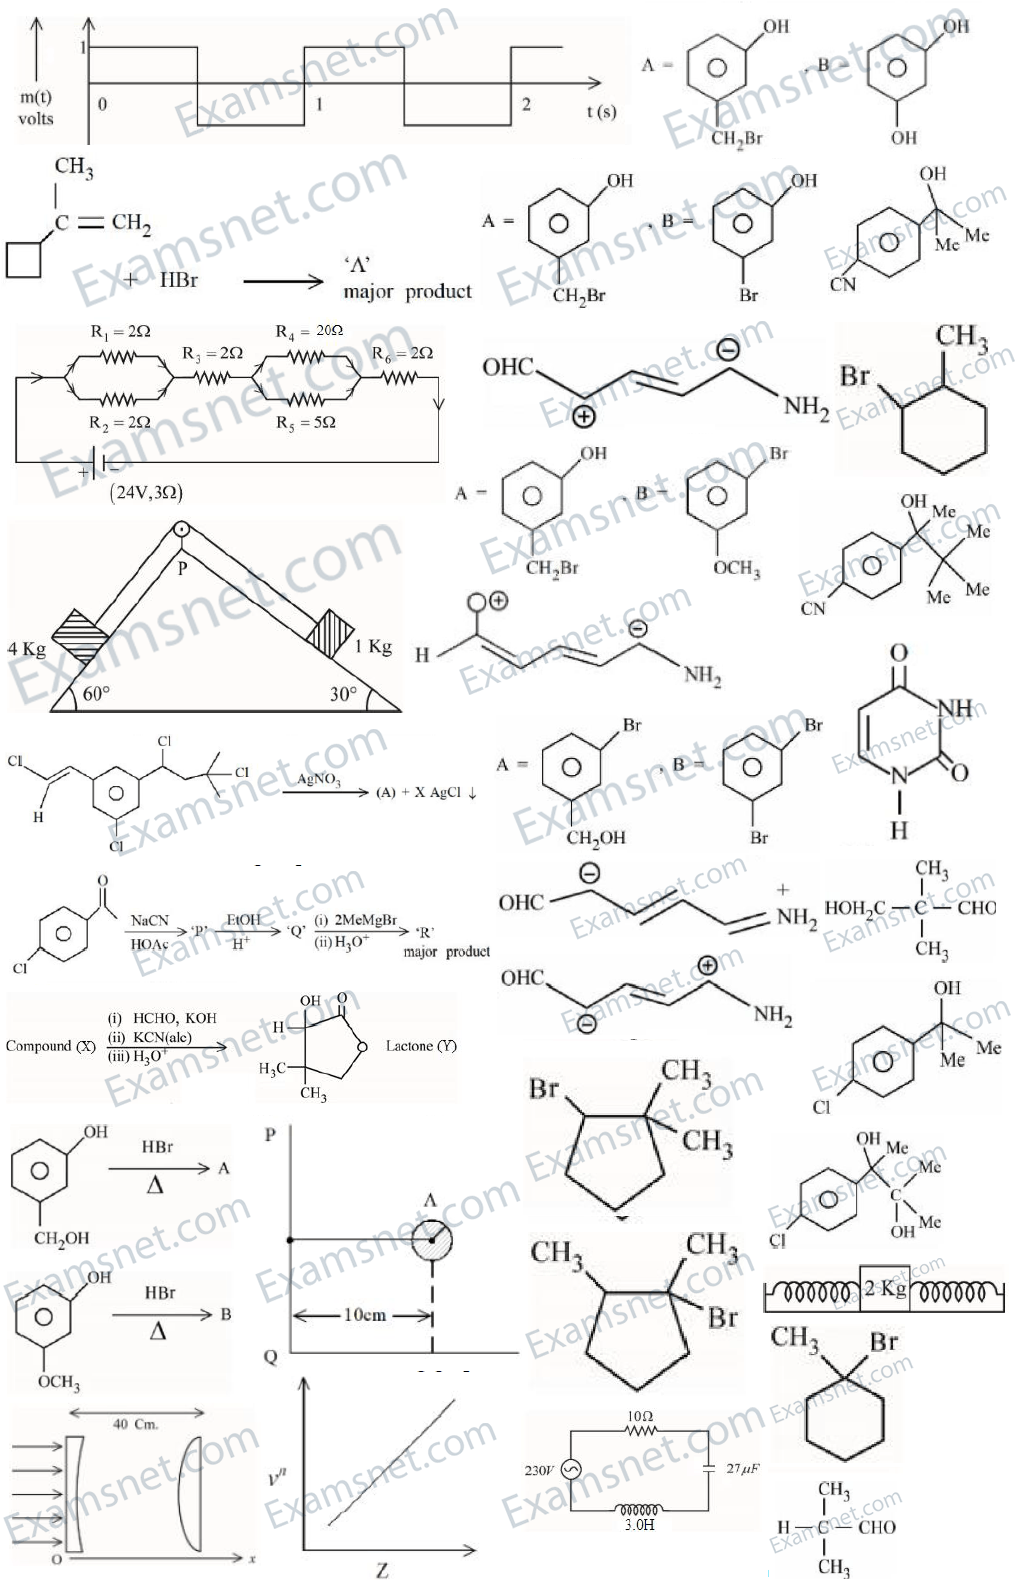 1
m(t)
volts
0
1
2
t (s)
A =
OH
CH2Br
, B =
OH
OH
CH3
C = CH2
+ HBr
'A'
major product
A =
OH
CH2Br
, B =
OH
Br
OH
Me
Me
CN
R1 = 2Ω
R2 = 2Ω
R3 = 2Ω
R4 = 20Ω
R5 = 5Ω
R6 = 2Ω
+ −
(24V,3Ω)
OHC
⊕
⊖
NH2
CH3
Br
A =
OH
CH2Br
, B =
Br
OCH3
OH
Me
Me
Me
Me
CN
P
4 Kg
1 Kg
60°
30°
O⊕
H
⊖
NH2
O
NH
O
N
H
Cl
H
Cl
Cl
Cl
AgNO3
(A) + X AgCl ↓
A =
Br
CH2OH
, B =
Br
Br
O
Cl
NaCN
HOAc
'P'
EtOH
H+
'Q'
(i) 2MeMgBr
(ii) H3O+
'R'
major product
OHC
⊖
+
NH2
CH3
HOH2C — C — CHO
CH3
OHC
⊖
⊕
NH2
OH
Me
Me
Cl
Compound (X)
(i) HCHO, KOH
(ii) KCN(alc)
(iii) H3O+
OH
O
H
O
H3C
CH3
Lactone (Y)
Br
CH3
CH3
OH
Me
Me
C
Me
OH
Cl
OH
CH2OH
HBr
Δ
A
OH
OCH3
HBr
Δ
B
P
A
10cm
Q
CH3
CH3
Br
2 Kg
CH3
Br
40 Cm.
O
x
νn
Z
10Ω
230V
27μF
3.0H
CH3
H — C — CHO
CH3
Examsnet.com